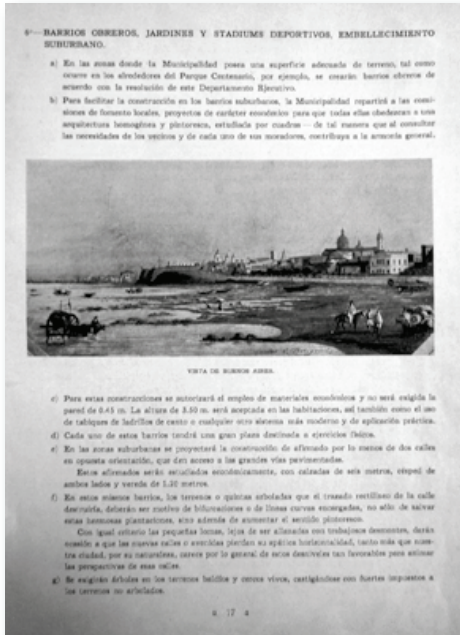 6º—BARRIOS OBREROS, JARDINES Y STADIUMS DEPORTIVOS, EMBELLECIMIENTO
SUBURBANO.
a) En las zonas donde la Municipalidad posea una superficie adecuada de terreno, tal como
ocurre en los alrededores del Parque Centenario, por ejemplo, se crearán barrios obreros de
acuerdo con la resolución de este Departamento Ejecutivo.
b) Para facilitar la construcción en los barrios suburbanos, la Municipalidad repartirá a las comi-
siones de fomento locales, proyectos de carácter económico para que todas ellas obedezcan a una
arquitectura homogénea y pintoresca, estudiada por cuadras — de tal manera que al consultar
las necesidades de los vecinos y de cada uno de sus moradores, contribuya a la armonía general.
VISTA DE BUENOS AIRES.
c) Para estas construcciones se autorizará el empleo de materiales económicos y no será exigida la
pared de 0.45 m. La altura de 3.50 m. será aceptada en las habitaciones, así también como el uso
de tabiques de ladrillos de canto o cualquier otro sistema más moderno y de aplicación práctica.
d) Cada uno de estos barrios tendrá una gran plaza destinada a ejercicios físicos.
e) En las zonas suburbanas se proyectará la construcción de afirmado por lo menos de dos calles
en opuesta orientación, que den acceso a las grandes vías pavimentadas.
Estos afirmados serán estudiados económicamente, con calzadas de seis metros, césped de
ambos lados y vereda de 1.50 metros.
f) En estos mismos barrios, los terrenos o quintas arboladas que el trazado rectilíneo de la calle
destruiría, deberán ser motivo de bifurcaciones o de líneas curvas encargadas, no sólo de salvar
estas hermosas plantaciones, sino además de aumentar el sentido pintoresco.
Con igual criterio las pequeñas lomas, lejos de ser allanadas con trabajosos desmontes, darán
ocasión a que las nuevas calles o avenidas pierdan su apática horizontalidad, tanto más que nues-
tra ciudad, por su naturaleza, carece por lo general de estos desniveles tan favorables para animar
las perspectivas de esas calles.
g) Se exigirán árboles en los terrenos baldíos y cercos vivos, castigándose con fuertes impuestos a
los terrenos no arbolados.
17